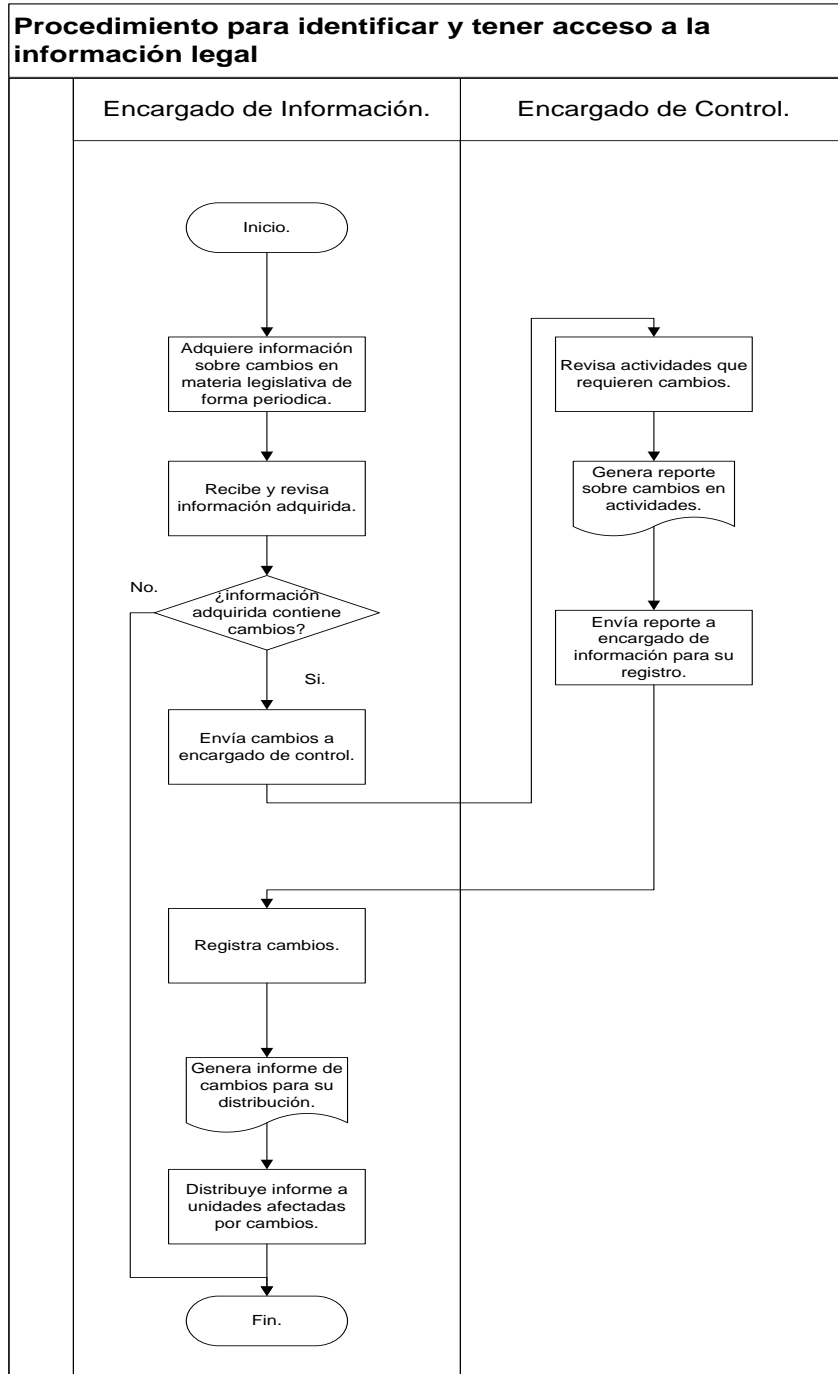 Procedimiento para identificar y tener acceso a la
información legal
Encargado de Información.
Encargado de Control.
Inicio.
Adquiere información
sobre cambios en
materia legislativa de
forma periodica.
Recibe y revisa
información adquirida.
No.
¿información
adquirida contiene
cambios?
Si.
Envía cambios a
encargado de control.
Revisa actividades que
requieren cambios.
Genera reporte
sobre cambios en
actividades.
Envía reporte a
encargado de
información para su
registro.
Registra cambios.
Genera informe de
cambios para su
distribución.
Distribuye informe a
unidades afectadas
por cambios.
Fin.